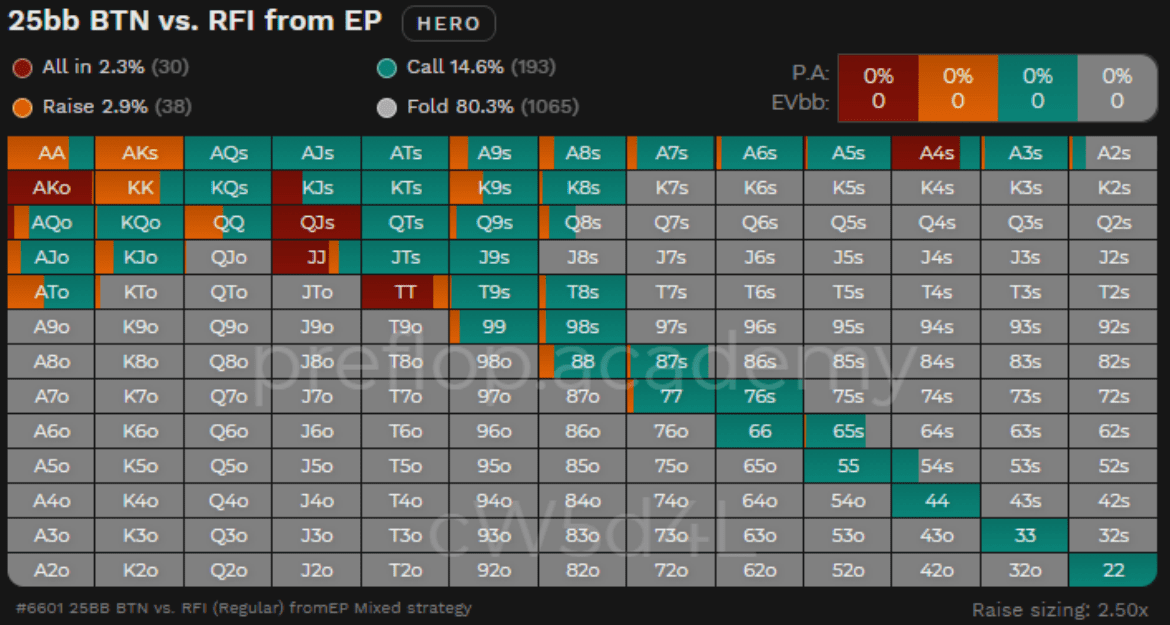 25bb BTN vs. RFI from EP HERO
All in 2.3% (30) Call 14.6% (193)
Raise 2.9% (38) Fold 80.3% (1065)
P.A: 0% 0% 0% 0%
EVbb: 0 0 0 0
AA AKs AQs AJs ATs A9s A8s A7s A6s A5s A4s A3s A2s
AKo KK KQs KJs KTs K9s K8s K7s K6s K5s K4s K3s K2s
AQo KQo QQ QJs QTs Q9s Q8s Q7s Q6s Q5s Q4s Q3s Q2s
AJo KJo QJo JJ JTs J9s J8s J7s J6s J5s J4s J3s J2s
ATo KTo QTo JTo TT T9s T8s T7s T6s T5s T4s T3s T2s
A9o K9o Q9o J9o T9o 99 98s 97s 96s 95s 94s 93s 92s
A8o K8o Q8o J8o T8o 98o 88 87s 86s 85s 84s 83s 82s
preflop.academy
A7o K7o Q7o J7o T7o 97o 87o 77 76s 75s 74s 73s 72s
A6o K6o Q6o J6o T6o 96o 86o 76o 66 65s 64s 63s 62s
A5o K5o Q5o J5o T5o 95o 85o 75o 65o 55 54s 53s 52s
A4o K4o Q4o J4o T4o 94o 84o 74o 64o 54o 44 43s 42s
cW5d4L
A3o K3o Q3o J3o T3o 93o 83o 73o 63o 53o 43o 33 32s
A2o K2o Q2o J2o T2o 92o 82o 72o 62o 52o 42o 32o 22
#6601 25BB BTN vs. RFI (Regular) fromEP Mixed strategy Raise sizing: 2.50x